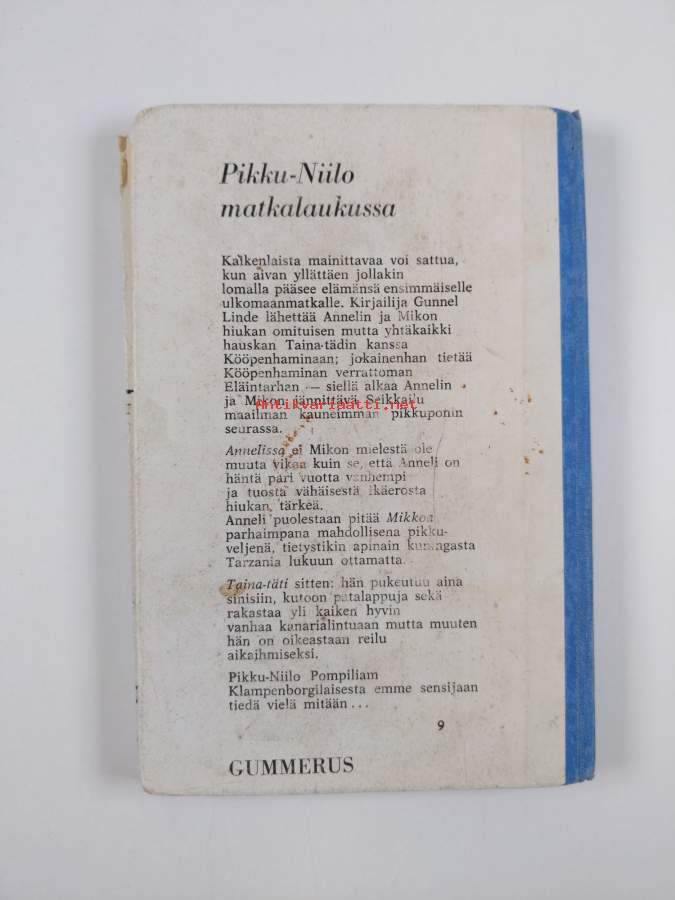 Pikku-Niilo
matkalaukussa
Kaikenlaista mainittavaa voi sattua,
kun aivan yllättäen jollakin
lomalla pääsee elämänsä ensimmäiselle
ulkomaanmatkalle. Kirjailija Gunnel
Linde lähettää Annelin ja Mikon
hiukan omituisen mutta yhtäkaikki
hauskan Taina-tädin kanssa
Kööpenhaminaan; jokainenhan tietää
Kööpenhaminan verrattoman
Eläintarhan — siellä alkaa Annelin
ja Mikon jännittävä Seikkailu
Antikvariaatti.net
maailman kauneimman pikkuponin
seurassa.
Annelissa ei Mikon mielestä ole
muuta vikaa kuin se, että Anneli on
häntä pari vuotta vanhempi
ja tuosta vähäisestä ikäerosta
hiukan tärkeä.
Anneli puolestaan pitää Mikkoa
parhaimpana mahdollisena pikku-
veljenä, tietystikin apinain kuningasta
Tarzania lukuun ottamatta.
Taina-täti sitten: hän pukeutuu aina
sinisiin, kutoo patalappuja sekä
rakastaa yli kaiken hyvin
vanhaa kanarialintuaan mutta muuten
hän on oikeastaan reilu
aikaihmiseksi.
Pikku-Niilo Pompiliam
Klampenborgilaisesta emme sensijaan
tiedä vielä mitään...
9
GUMMERUS